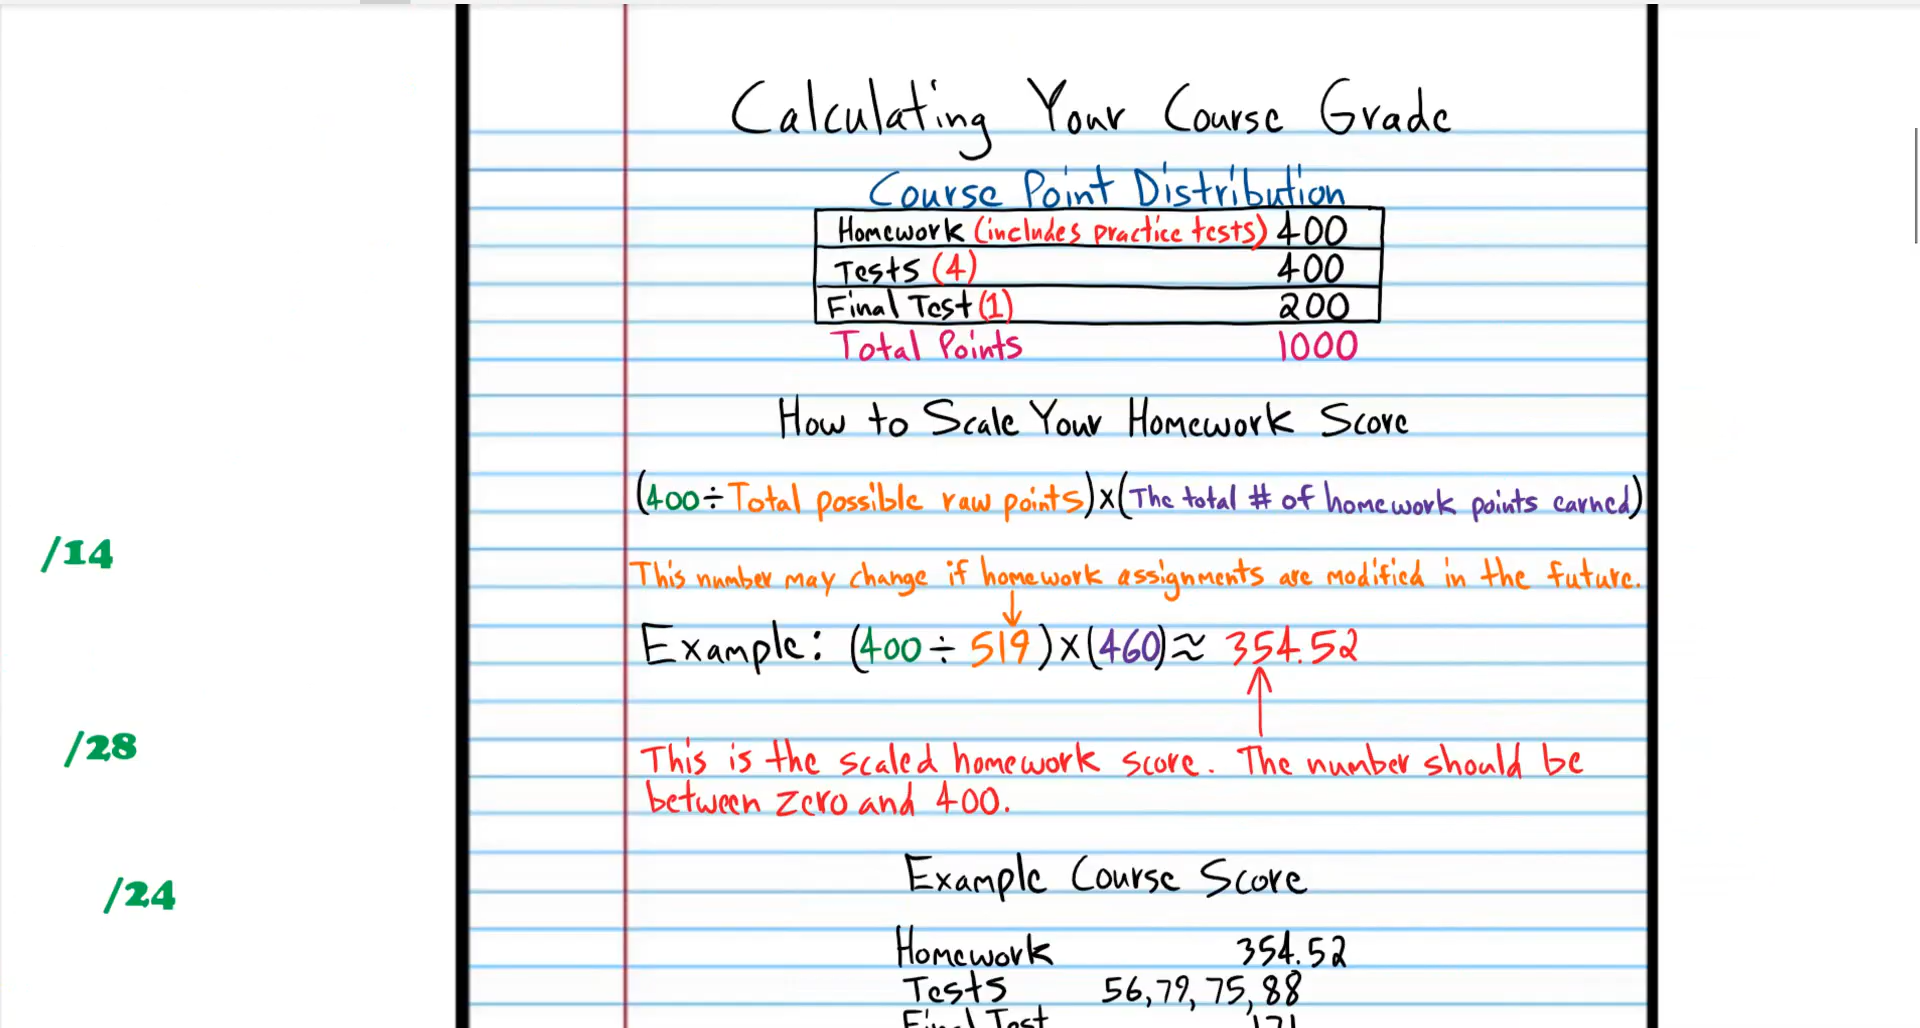 Calculating Your Course Grade
Course Point Distribution
Homework (includes practice tests) 400
Tests (4) 400
Final Test (1) 200
Total Points 1000
How to Scale Your Homework Score
(400÷Total possible raw points)×(The total # of homework points earned)
/14
This number may change if homework assignments are modified in the future.
Example: (400 ÷ 519)×(460)≈ 354.52
/28
This is the scaled homework score. The number should be
between zero and 400.
/24
Example Course Score
Homework 354.52
Tests 56, 79, 75, 88
Final Test 171